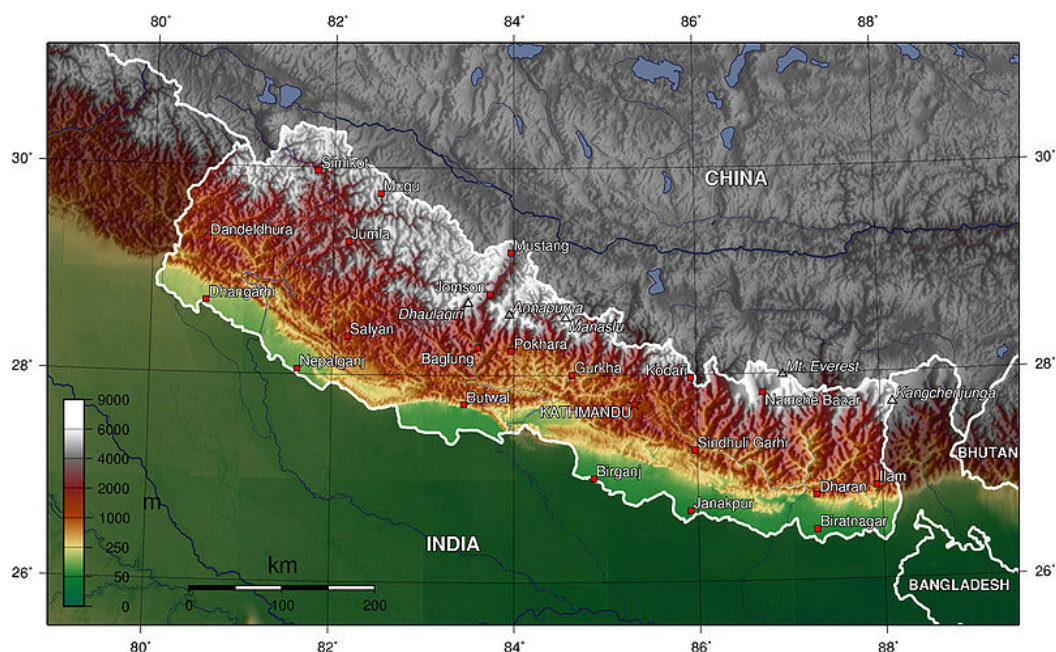 80° 82° 84° 86° 88°
30° 30°
Simikot
CHINA
Mugu
Dandeldhura
Jumla
Mustang
Dhangarhi
Jomson
Dhaulagiri
Annapurna
Manaslu
Salyan
Baglung
Pokhara
28° 28°
Nepalganj
Gurkha
Kodari
Mt. Everest
Namche Bazar
Kangchenjunga
Butwal
KATHMANDU
9000
6000
4000
2000
m
1000
250
50
0
Sindhuli Garhi
BHUTAN
Birganj
Dharan
Ilam
Janakpur
Biratnagar
INDIA
26° 26°
km
0 100 200
BANGLADESH
80° 82° 84° 86° 88°